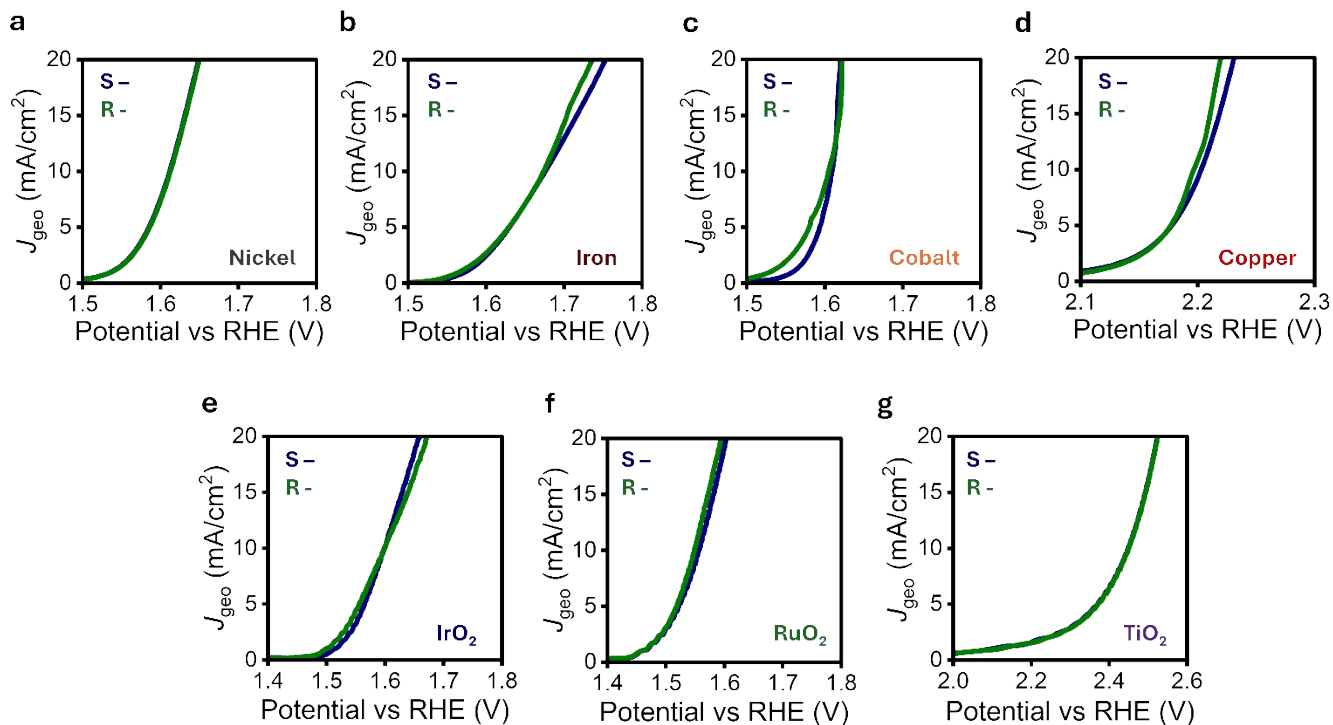 a
20
15
10
5
0
J_geo (mA/cm²)
S –
R -
Nickel
1.5 1.6 1.7 1.8
Potential vs RHE (V)
b
20
15
10
5
0
J_geo (mA/cm²)
S –
R -
Iron
1.5 1.6 1.7 1.8
Potential vs RHE (V)
c
20
15
10
5
0
J_geo (mA/cm²)
S –
R -
Cobalt
1.5 1.6 1.7 1.8
Potential vs RHE (V)
d
20
15
10
5
0
J_geo (mA/cm²)
S –
R -
Copper
2.1 2.2 2.3
Potential vs RHE (V)
e
20
15
10
5
0
J_geo (mA/cm²)
S –
R -
IrO₂
1.4 1.5 1.6 1.7 1.8
Potential vs RHE (V)
f
20
15
10
5
0
J_geo (mA/cm²)
S –
R -
RuO₂
1.4 1.5 1.6 1.7 1.8
Potential vs RHE (V)
g
20
15
10
5
0
J_geo (mA/cm²)
S –
R -
TiO₂
2.0 2.2 2.4 2.6
Potential vs RHE (V)